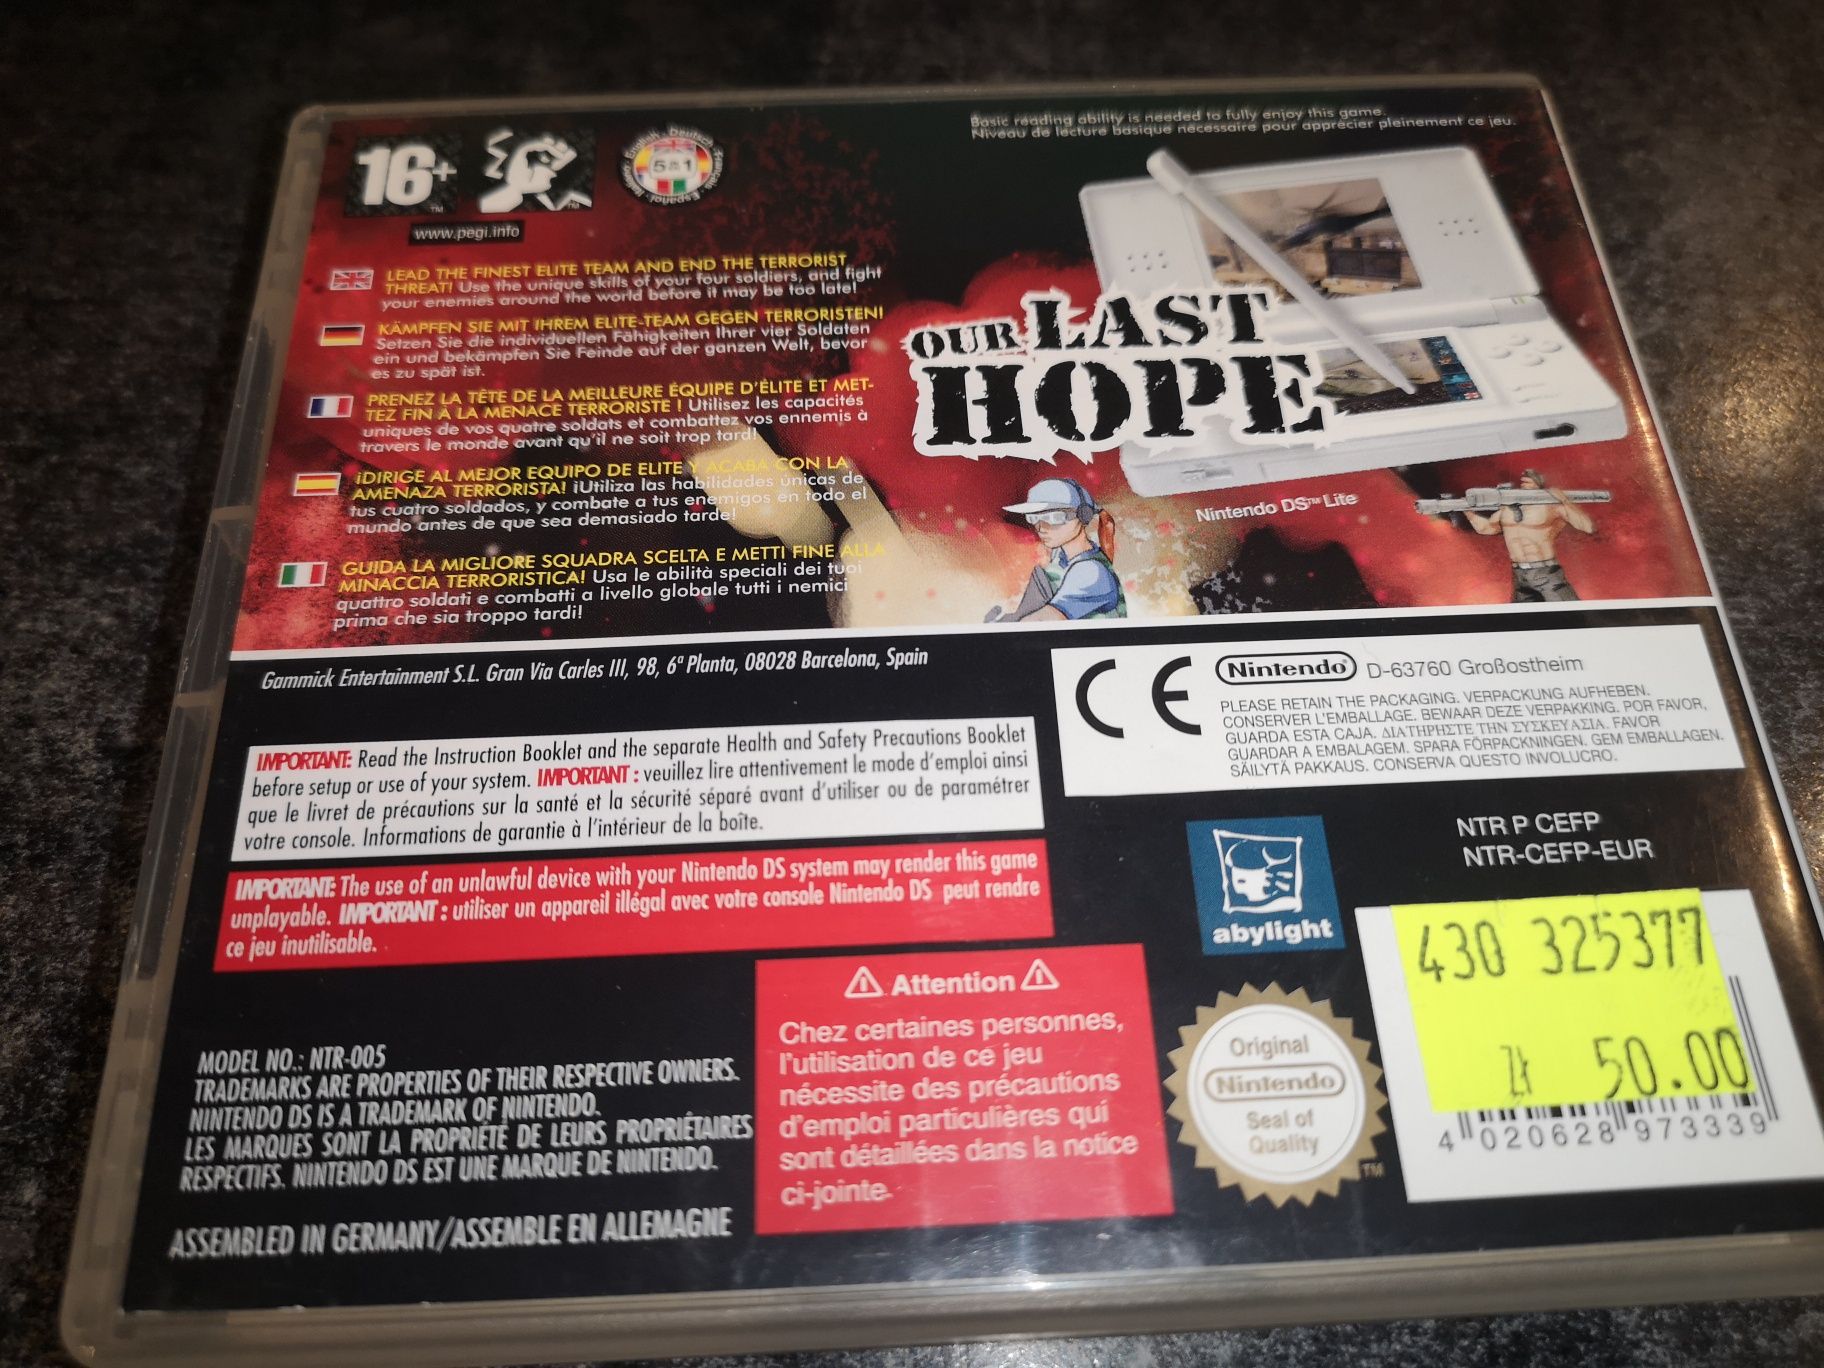 Basic reading ability is needed to fully enjoy this game.
Niveau de lecture basique nécessaire pour apprécier pleinement ce jeu.
16+
TM
TM
www.pegi.info
English · Deutsch · Français · Español · Italiano
5 in 1
LEAD THE FINEST ELITE TEAM AND END THE TERRORIST
THREAT! Use the unique skills of your four soldiers, and fight
your enemies around the world before it may be too late!
KÄMPFEN SIE MIT IHREM ELITE-TEAM GEGEN TERRORISTEN!
Setzen Sie die individuellen Fähigkeiten Ihrer vier Soldaten
ein und bekämpfen Sie Feinde auf der ganzen Welt, bevor
es zu spät ist.
PRENEZ LA TÊTE DE LA MEILLEURE ÉQUIPE D'ÉLITE ET MET-
TEZ FIN A LA MENACE TERRORISTE ! Utilisez les capacités
uniques de vos quatre soldats et combattez vos ennemis à
travers le monde avant qu'il ne soit trop tard!
¡DIRIGE AL MEJOR EQUIPO DE ELITE Y ACABA CON LA
AMENAZA TERRORISTA! ¡Utiliza las habilidades únicas de
tus cuatro soldados, y combate a tus enemigos en todo el
mundo antes de que sea demasiado tarde!
GUIDA LA MIGLIORE SQUADRA SCELTA E METTI FINE ALLA
MINACCIA TERRORISTICA! Usa le abilità speciali dei tuoi
quattro soldati e combatti a livello globale tutti i nemici
prima che sia troppo tardi!
OUR LAST
HOPE
Nintendo DS™ Lite
Gammick Entertainment S.L. Gran Via Carles III, 98, 6ª Planta, 08028 Barcelona, Spain
CE
Nintendo® D-63760 Großostheim
PLEASE RETAIN THE PACKAGING. VERPACKUNG AUFHEBEN.
CONSERVER L'EMBALLAGE. BEWAAR DEZE VERPAKKING. POR FAVOR,
GUARDA ESTA CAJA. ΔΙΑΤΗΡΗΣΤΕ ΤΗΝ ΣΥΣΚΕΥΑΣΙΑ. FAVOR
GUARDAR A EMBALAGEM. SPARA FÖRPACKNINGEN. GEM EMBALLAGEN.
SÄILYTÄ PAKKAUS. CONSERVA QUESTO INVOLUCRO.
IMPORTANT: Read the Instruction Booklet and the separate Health and Safety Precautions Booklet
before setup or use of your system. IMPORTANT : veuillez lire attentivement le mode d'emploi ainsi
que le livret de précautions sur la santé et la sécurité séparé avant d'utiliser ou de paramétrer
votre console. Informations de garantie à l'intérieur de la boîte.
IMPORTANT: The use of an unlawful device with your Nintendo DS system may render this game
unplayable. IMPORTANT : utiliser un appareil illégal avec votre console Nintendo DS peut rendre
ce jeu inutilisable.
NTR P CEFP
NTR-CEFP-EUR
abylight
430 325377
zł 50.00
4 020628 973339
Attention
Chez certaines personnes,
l'utilisation de ce jeu
nécessite des précautions
d'emploi particulières qui
sont détaillées dans la notice
ci-jointe.
Original
Nintendo
Seal of
Quality
TM
MODEL NO.: NTR-005
TRADEMARKS ARE PROPERTIES OF THEIR RESPECTIVE OWNERS.
NINTENDO DS IS A TRADEMARK OF NINTENDO.
LES MARQUES SONT LA PROPRIÉTÉ DE LEURS PROPRIÉTAIRES
RESPECTIFS. NINTENDO DS EST UNE MARQUE DE NINTENDO.
ASSEMBLED IN GERMANY/ASSEMBLE EN ALLEMAGNE